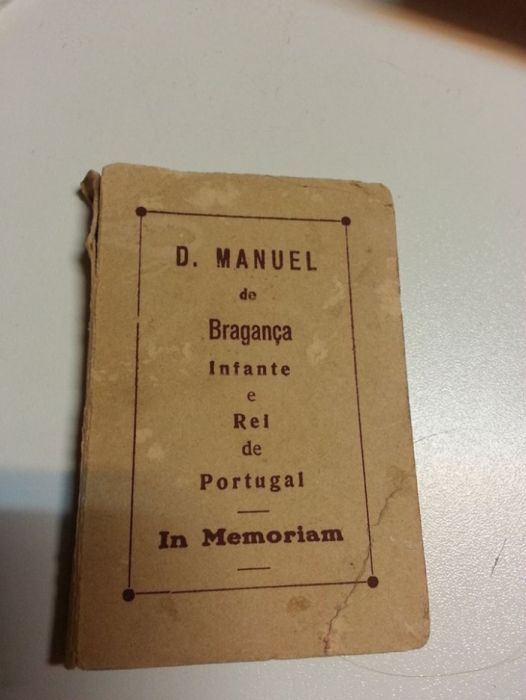 D. MANUEL
de
Bragança
Infante
e
Rei
de
Portugal
In Memoriam